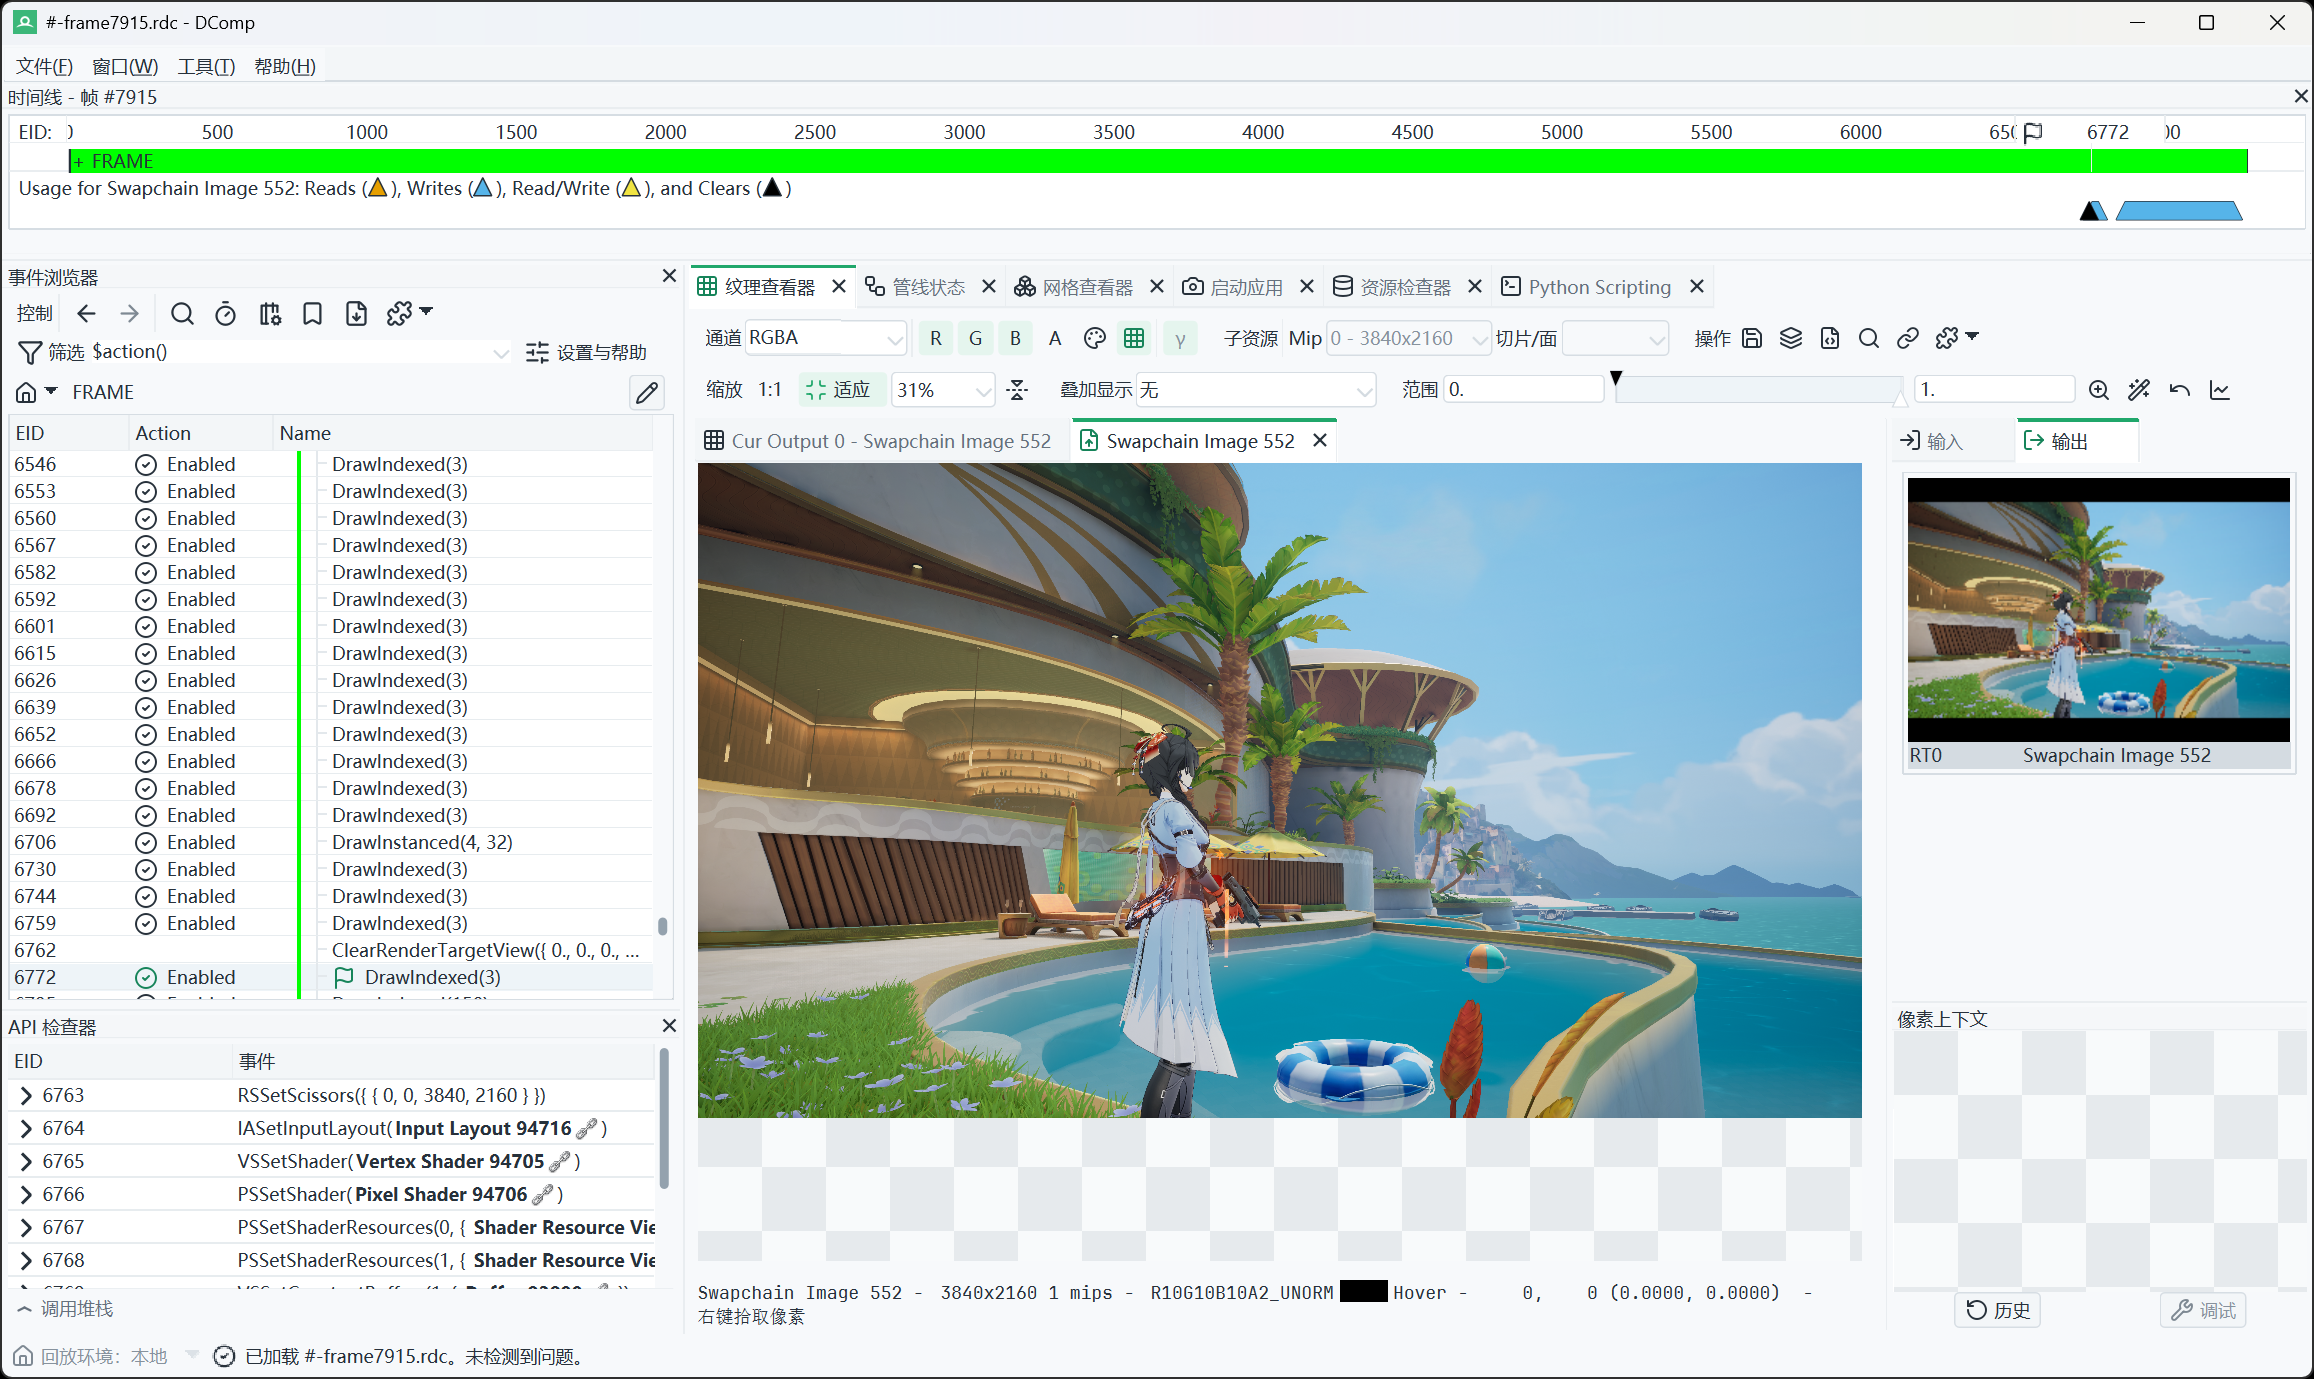 #-frame7915.rdc - DComp
文件(F) 窗口(W) 工具(T) 帮助(H)
时间线 - 帧 #7915
EID: 500 1000 1500 2000 2500 3000 3500 4000 4500 5000 5500 6000 6772
+ FRAME
Usage for Swapchain Image 552: Reads ( ), Writes ( ), Read/Write ( ), and Clears ( )
事件浏览器
控制
筛选 $action() 设置与帮助
FRAME
EID Action Name
6546 Enabled DrawIndexed(3)
6553 Enabled DrawIndexed(3)
6560 Enabled DrawIndexed(3)
6567 Enabled DrawIndexed(3)
6582 Enabled DrawIndexed(3)
6592 Enabled DrawIndexed(3)
6601 Enabled DrawIndexed(3)
6615 Enabled DrawIndexed(3)
6626 Enabled DrawIndexed(3)
6639 Enabled DrawIndexed(3)
6652 Enabled DrawIndexed(3)
6666 Enabled DrawIndexed(3)
6678 Enabled DrawIndexed(3)
6692 Enabled DrawIndexed(3)
6706 Enabled DrawInstanced(4, 32)
6730 Enabled DrawIndexed(3)
6744 Enabled DrawIndexed(3)
6759 Enabled DrawIndexed(3)
6762 ClearRenderTargetView({ 0., 0., 0., ...
6772 Enabled DrawIndexed(3)
API 检查器
EID 事件
6763 RSSetScissors({ { 0, 0, 3840, 2160 } })
6764 IASetInputLayout(Input Layout 94716 )
6765 VSSetShader(Vertex Shader 94705 )
6766 PSSetShader(Pixel Shader 94706 )
6767 PSSetShaderResources(0, { Shader Resource Vie
6768 PSSetShaderResources(1, { Shader Resource Vie
调用堆栈
纹理查看器 管线状态 网格查看器 启动应用 资源检查器 Python Scripting
通道 RGBA R G B A γ 子资源 Mip 0 - 3840x2160 切片/面 操作
缩放 1:1 适应 31% 叠加显示 无 范围 0. 1.
Cur Output 0 - Swapchain Image 552 Swapchain Image 552
输入 输出
RT0 Swapchain Image 552
像素上下文
Swapchain Image 552 - 3840x2160 1 mips - R10G10B10A2_UNORM Hover - 0, 0 (0.0000, 0.0000) -
右键拾取像素
历史 调试
回放环境: 本地 已加载 #-frame7915.rdc。未检测到问题。